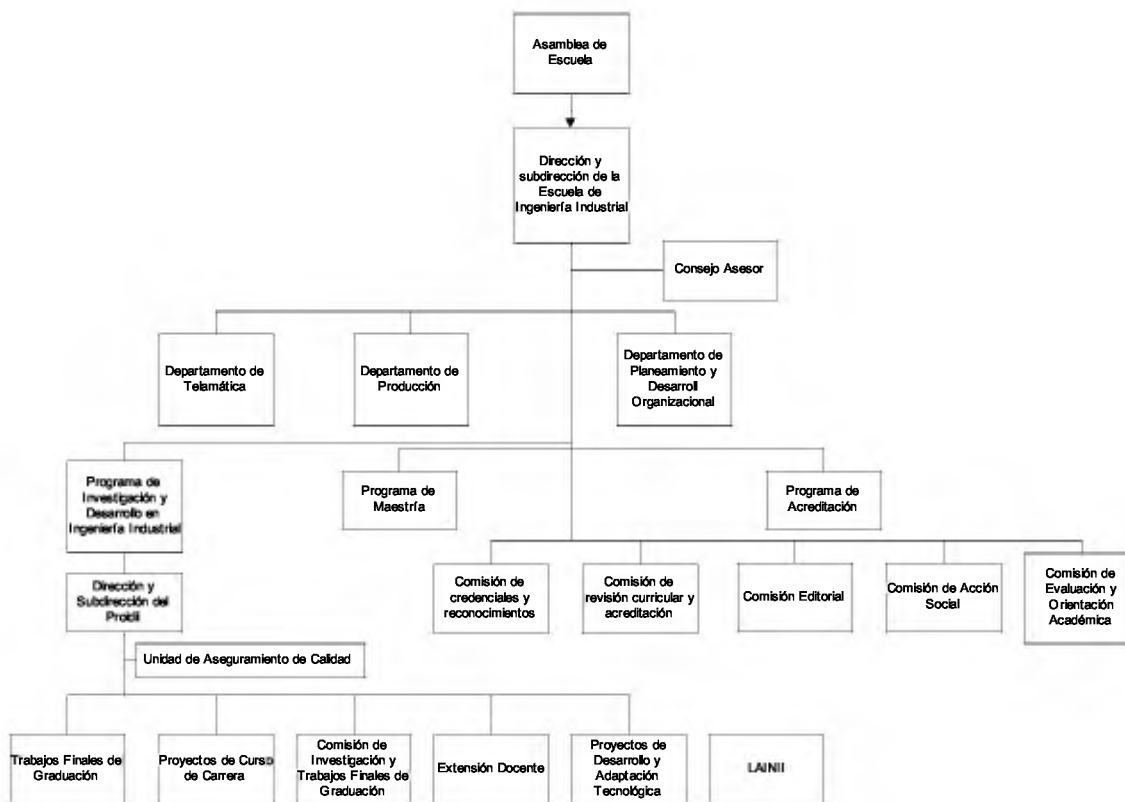 Asamblea de
Escuela
Dirección y
subdirección de la
Escuela de
Ingeniería Industrial
Consejo Asesor
Departamento de
Telamática
Departamento de
Producción
Departamento de
Planeamiento y
Desarroll
Organizacional
Programa de
Investigación y
Desarrollo en
Ingeniería Industrial
Programa de
Maestría
Programa de
Acreditación
Dirección y
Subdirección del
Proidii
Comisión de
credenciales y
reconocimientos
Comisión de
revisión curricular y
acreditación
Comisión Editorial
Comisión de Acción
Social
Comisión de
Evaluación y
Orientación
Académica
Unidad de Aseguramiento de Calidad
Trabajos Finales de
Graduación
Proyectos de Curso
de Carrera
Comisión de
Investigación y
Trabajos Finales de
Graduación
Extensión Docente
Proyectos de
Desarrollo y
Adaptación
Tecnológica
LAINII